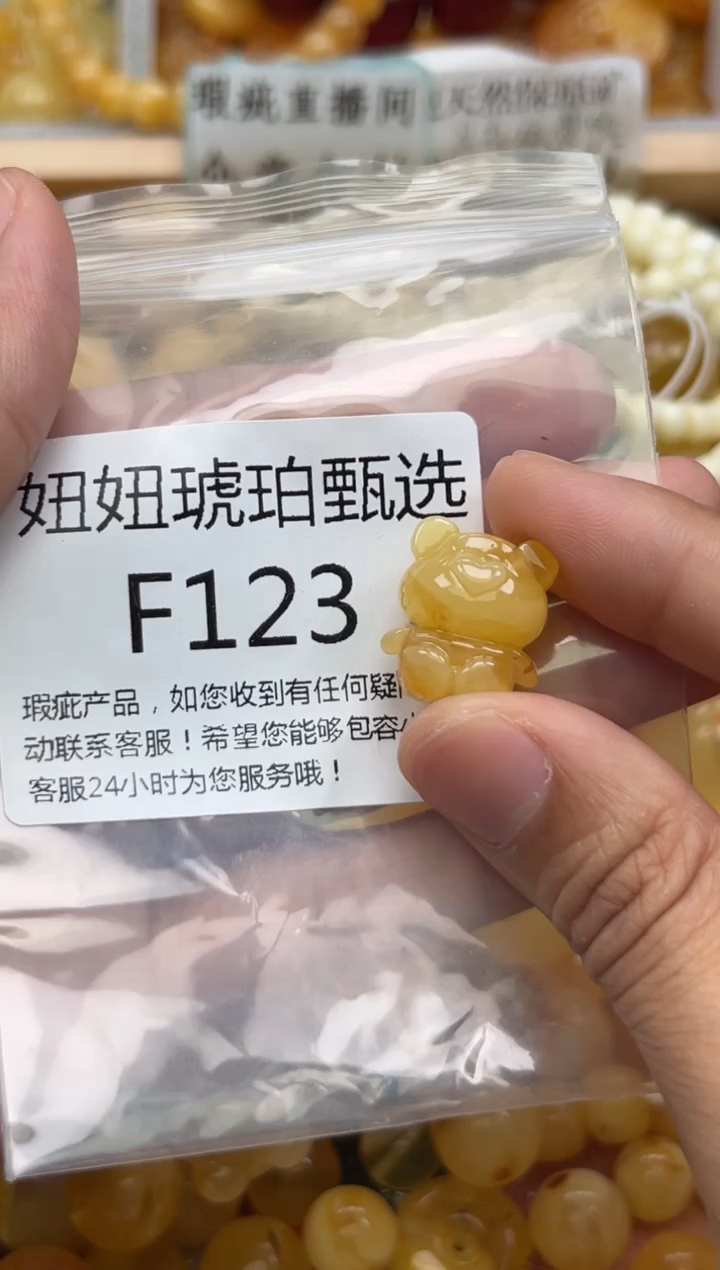 瑕疵直播间
天然
妞妞琥珀甄选
F123
瑕疵产品，如您收到有任何疑
动联系客服！希望您能够包容
客服24小时为您服务哦！